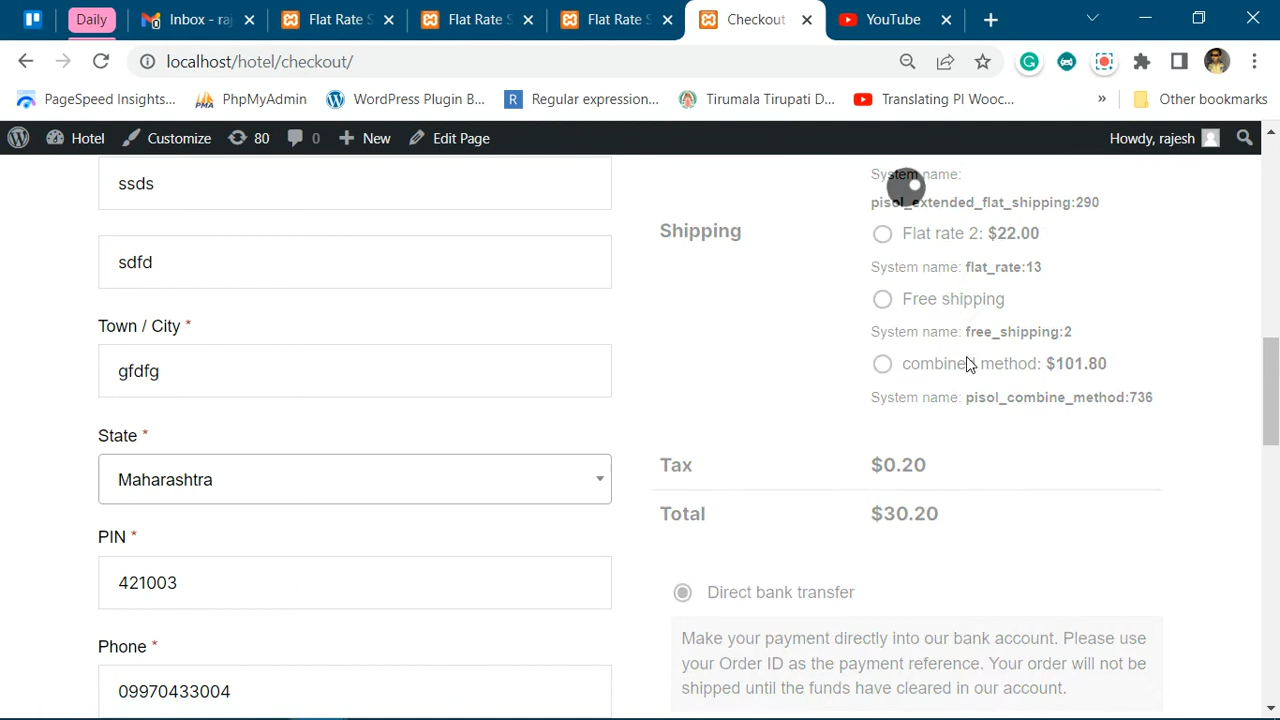 Daily
Inbox - raj
Flat Rate S
Flat Rate S
Flat Rate S
Checkout
YouTube
localhost/hotel/checkout/
PageSpeed Insights...
PhpMyAdmin
WordPress Plugin B...
Regular expression...
Tirumala Tirupati D...
Translating PI Wooc...
»
Other bookmarks
Hotel
Customize
80
0
New
Edit Page
Howdy, rajesh
ssds
sdfd
Town / City *
gfdfg
State *
Maharashtra
PIN *
421003
Phone *
09970433004
Shipping
System name:
pisol_extended_flat_shipping:290
Flat rate 2: $22.00
System name: flat_rate:13
Free shipping
System name: free_shipping:2
combined method: $101.80
System name: pisol_combine_method:736
Tax $0.20
Total $30.20
Direct bank transfer
Make your payment directly into our bank account. Please use
your Order ID as the payment reference. Your order will not be
shipped until the funds have cleared in our account.